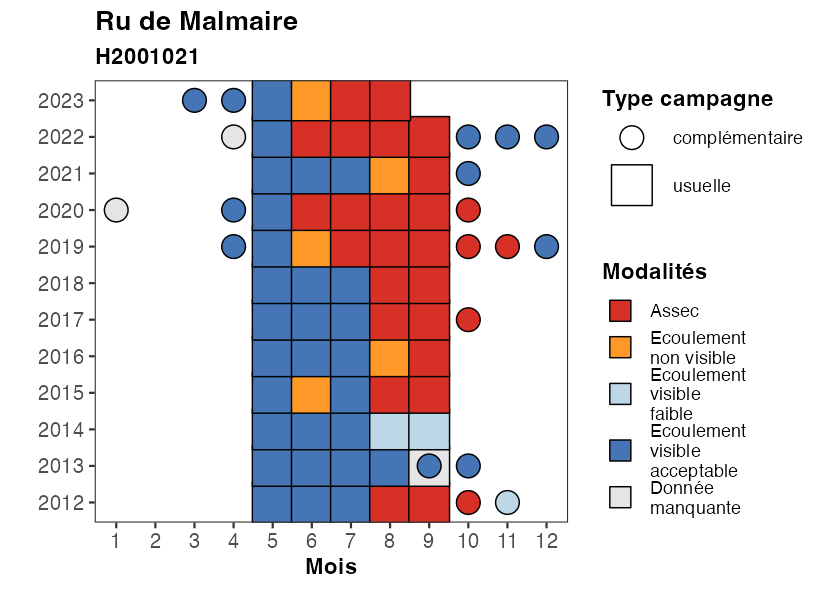 Ru de Malmaire
H2001021
2023
2022
2021
2020
2019
2018
2017
2016
2015
2014
2013
2012
1 2 3 4 5 6 7 8 9 10 11 12
Mois
Type campagne
complémentaire
usuelle
Modalités
Assec
Ecoulement
non visible
Ecoulement
visible
faible
Ecoulement
visible
acceptable
Donnée
manquante